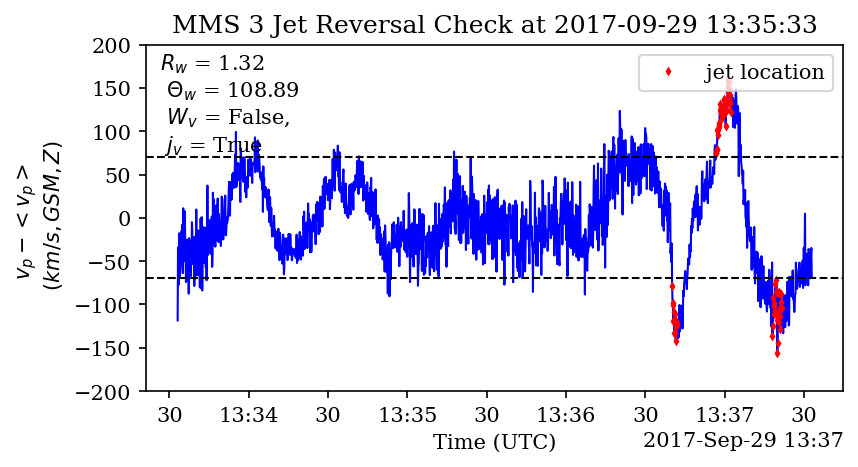 MMS 3 Jet Reversal Check at 2017-09-29 13:35:33
R_w = 1.32
Θ_w = 108.89
W_v = False,
j_v = True
jet location
v_p − < v_p >
(km/s, GSM, Z)
200
150
100
50
0
−50
−100
−150
−200
30 13:34 30 13:35 30 13:36 30 13:37 30
Time (UTC)
2017-Sep-29 13:37